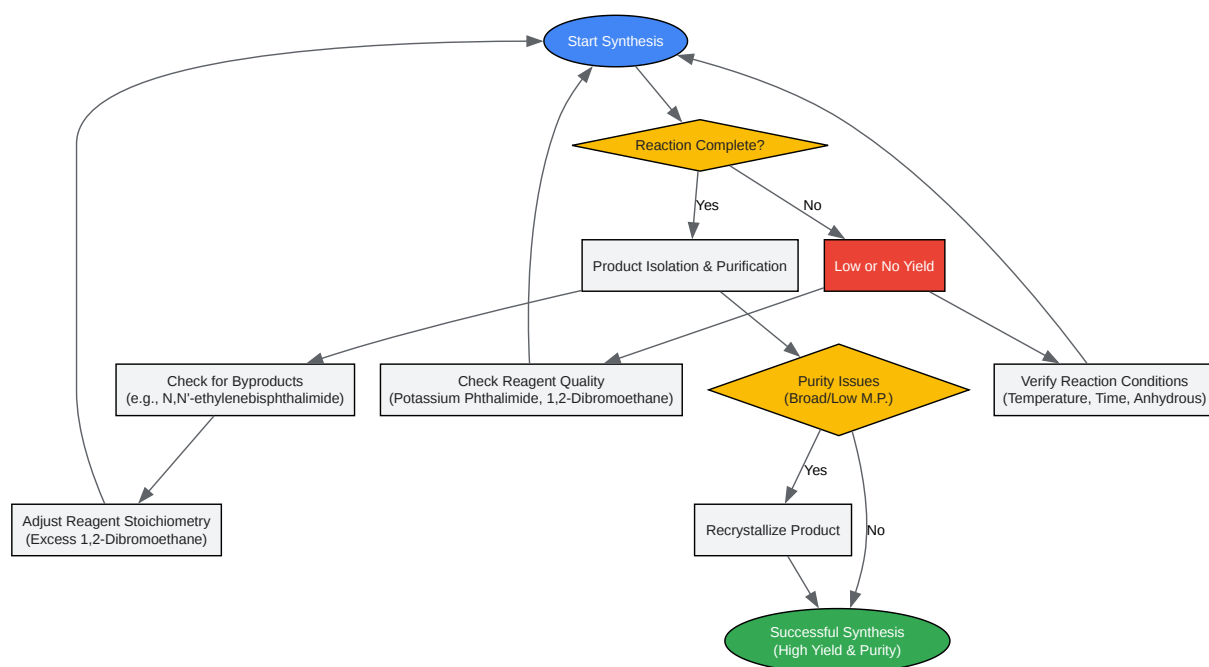 Start Synthesis
Reaction Complete?
Yes
No
Product Isolation & Purification
Low or No Yield
Check for Byproducts
(e.g., N,N'-ethylenebisphthalimide)
Check Reagent Quality
(Potassium Phthalimide, 1,2-Dibromoethane)
Purity Issues
(Broad/Low M.P.)
Verify Reaction Conditions
(Temperature, Time, Anhydrous)
Yes
Adjust Reagent Stoichiometry
(Excess 1,2-Dibromoethane)
Recrystallize Product
No
Successful Synthesis
(High Yield & Purity)